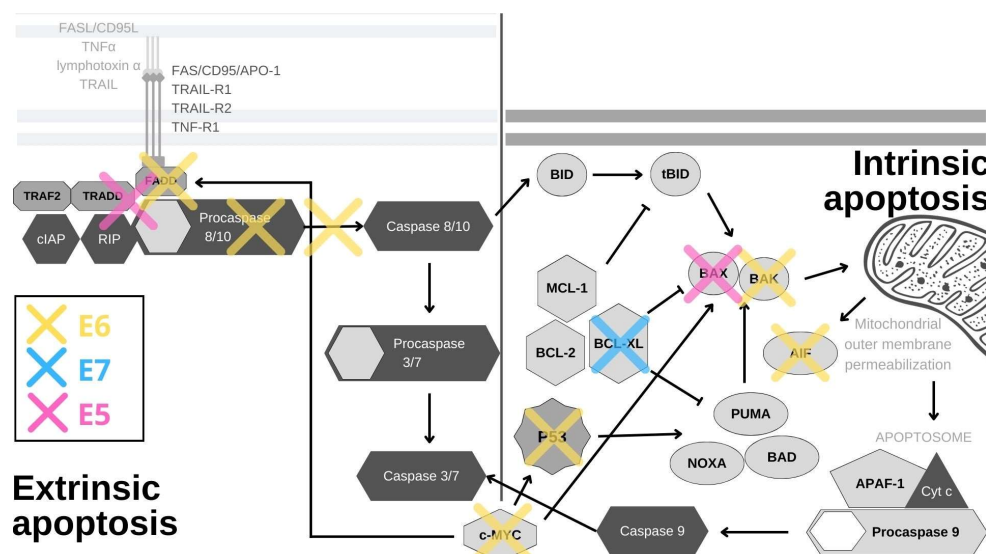 FASL/CD95L
TNFα
lymphotoxin α
TRAIL
FAS/CD95/APO-1
TRAIL-R1
TRAIL-R2
TNF-R1
FADD
TRAF2
TRADD
cIAP
RIP
Procaspase
8/10
Caspase 8/10
Procaspase
3/7
Caspase 3/7
E6
E7
E5
Extrinsic
apoptosis
BID
tBID
Intrinsic
apoptosis
MCL-1
BCL-2
BCL-XL
BAX
BAK
AIF
Mitochondrial
outer membrane
permeabilization
P53
PUMA
NOXA
BAD
APOPTOSOME
APAF-1
Cyt c
Procaspase 9
Caspase 9
c-MYC